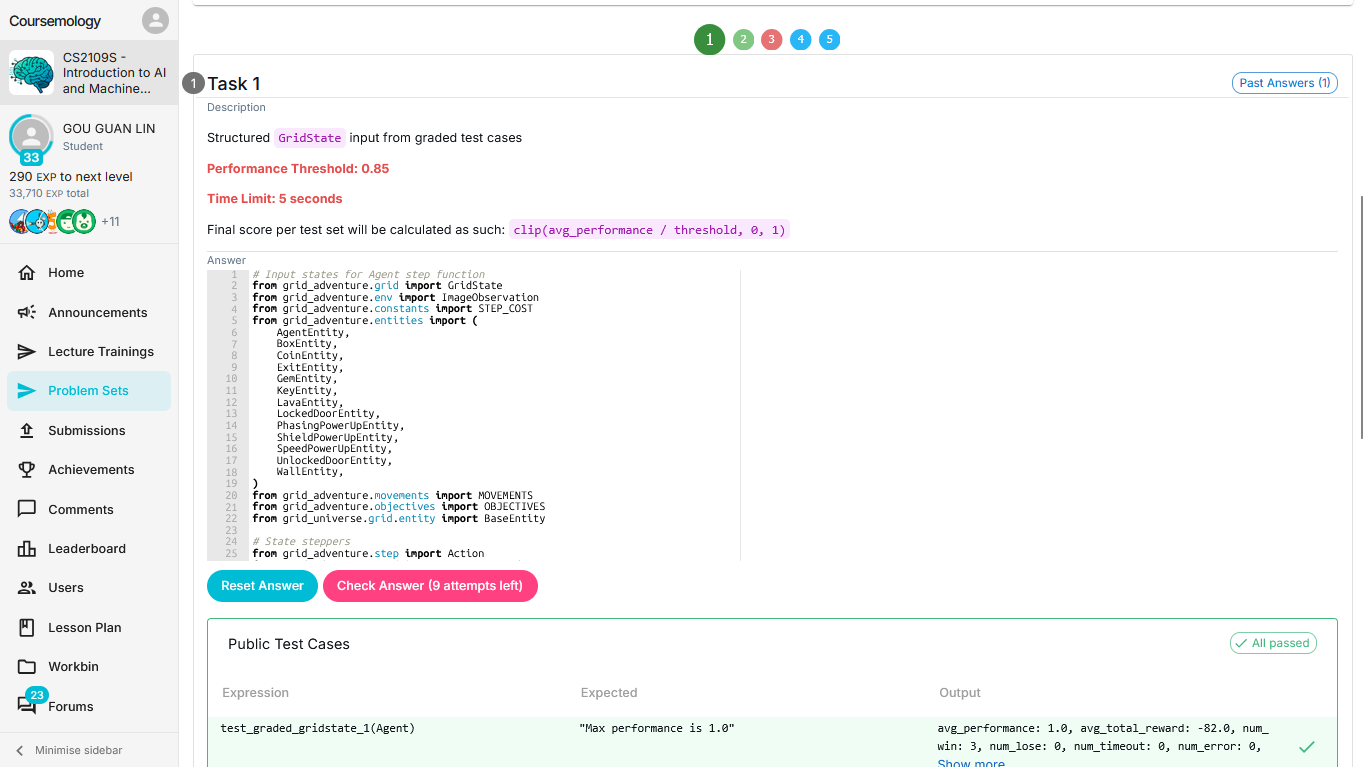 Coursemology
CS2109S -
Introduction to AI
and Machine...
GOU GUAN LIN
Student
33
290 EXP to next level
33,710 EXP total
+11
Home
Announcements
Lecture Trainings
Problem Sets
Submissions
Achievements
Comments
Leaderboard
Users
Lesson Plan
Workbin
23
Forums
Minimise sidebar
1 2 3 4 5
1 Task 1
Past Answers (1)
Description
Structured GridState input from graded test cases
Performance Threshold: 0.85
Time Limit: 5 seconds
Final score per test set will be calculated as such: clip(avg_performance / threshold, 0, 1)
Answer
1 # Input states for Agent step function
2 from grid_adventure.grid import GridState
3 from grid_adventure.env import ImageObservation
4 from grid_adventure.constants import STEP_COST
5 from grid_adventure.entities import (
6 AgentEntity,
7 BoxEntity,
8 CoinEntity,
9 ExitEntity,
10 GemEntity,
11 KeyEntity,
12 LavaEntity,
13 LockedDoorEntity,
14 PhasingPowerUpEntity,
15 ShieldPowerUpEntity,
16 SpeedPowerUpEntity,
17 UnlockedDoorEntity,
18 WallEntity,
19 )
20 from grid_adventure.movements import MOVEMENTS
21 from grid_adventure.objectives import OBJECTIVES
22 from grid_universe.grid.entity import BaseEntity
23
24 # State steppers
25 from grid_adventure.step import Action
Reset Answer
Check Answer (9 attempts left)
Public Test Cases
All passed
Expression Expected Output
test_graded_gridstate_1(Agent) "Max performance is 1.0" avg_performance: 1.0, avg_total_reward: -82.0, num_
win: 3, num_lose: 0, num_timeout: 0, num_error: 0,
Show more